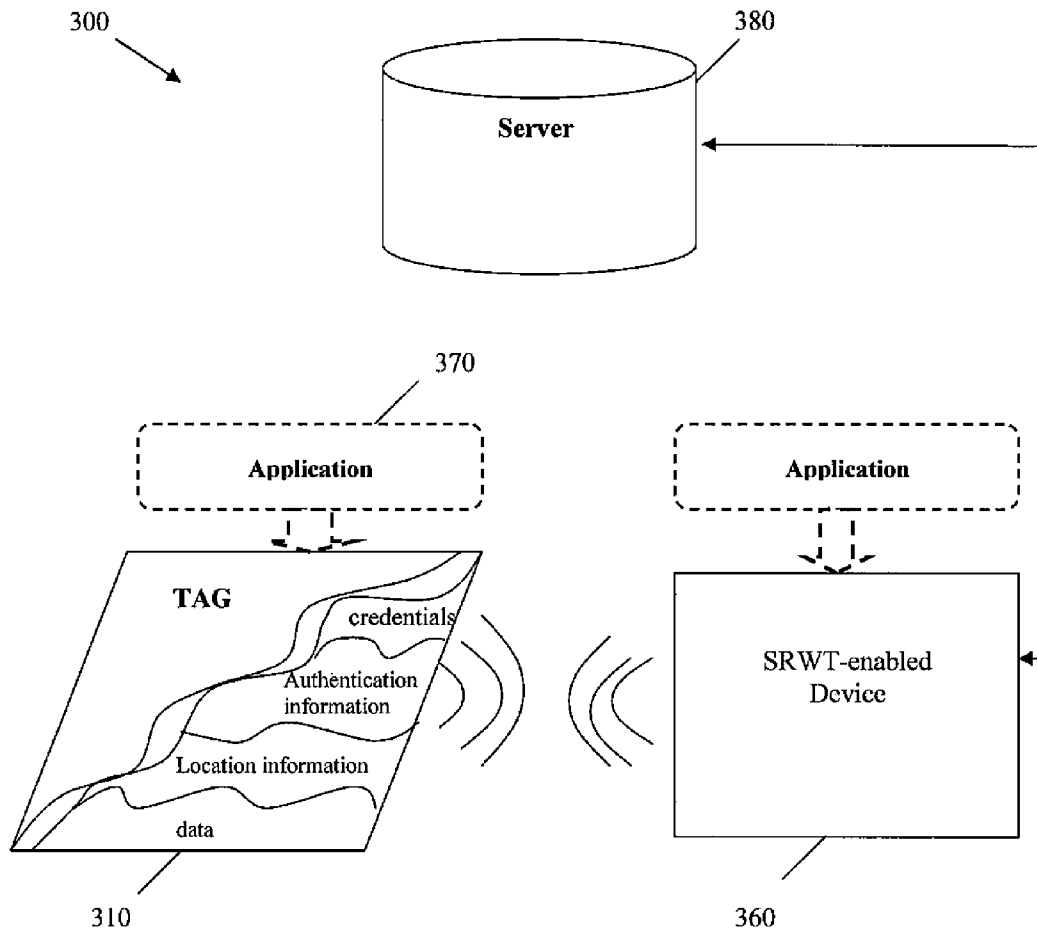 300
380
Server
370
Application
Application
TAG
credentials
Authentication
information
Location information
data
SRWT-enabled
Device
310
360